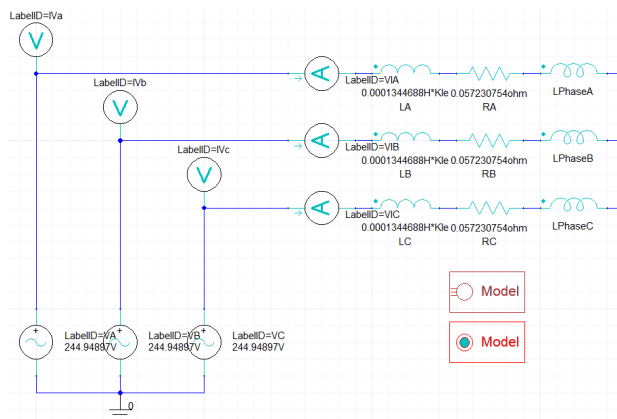 LabelID=IVa
LabelID=VIA
0.0001344688H*Kle 0.057230754ohm LPhaseA
LA RA
LabelID=IVb
LabelID=VIB
0.0001344688H*Kle 0.057230754ohm LPhaseB
LB RB
LabelID=IVc
LabelID=VIC
0.0001344688H*Kle 0.057230754ohm LPhaseC
LC RC
Model
Model
LabelID=VA LabelID=VB LabelID=VC
244.94897V 244.94897V 244.94897V
0